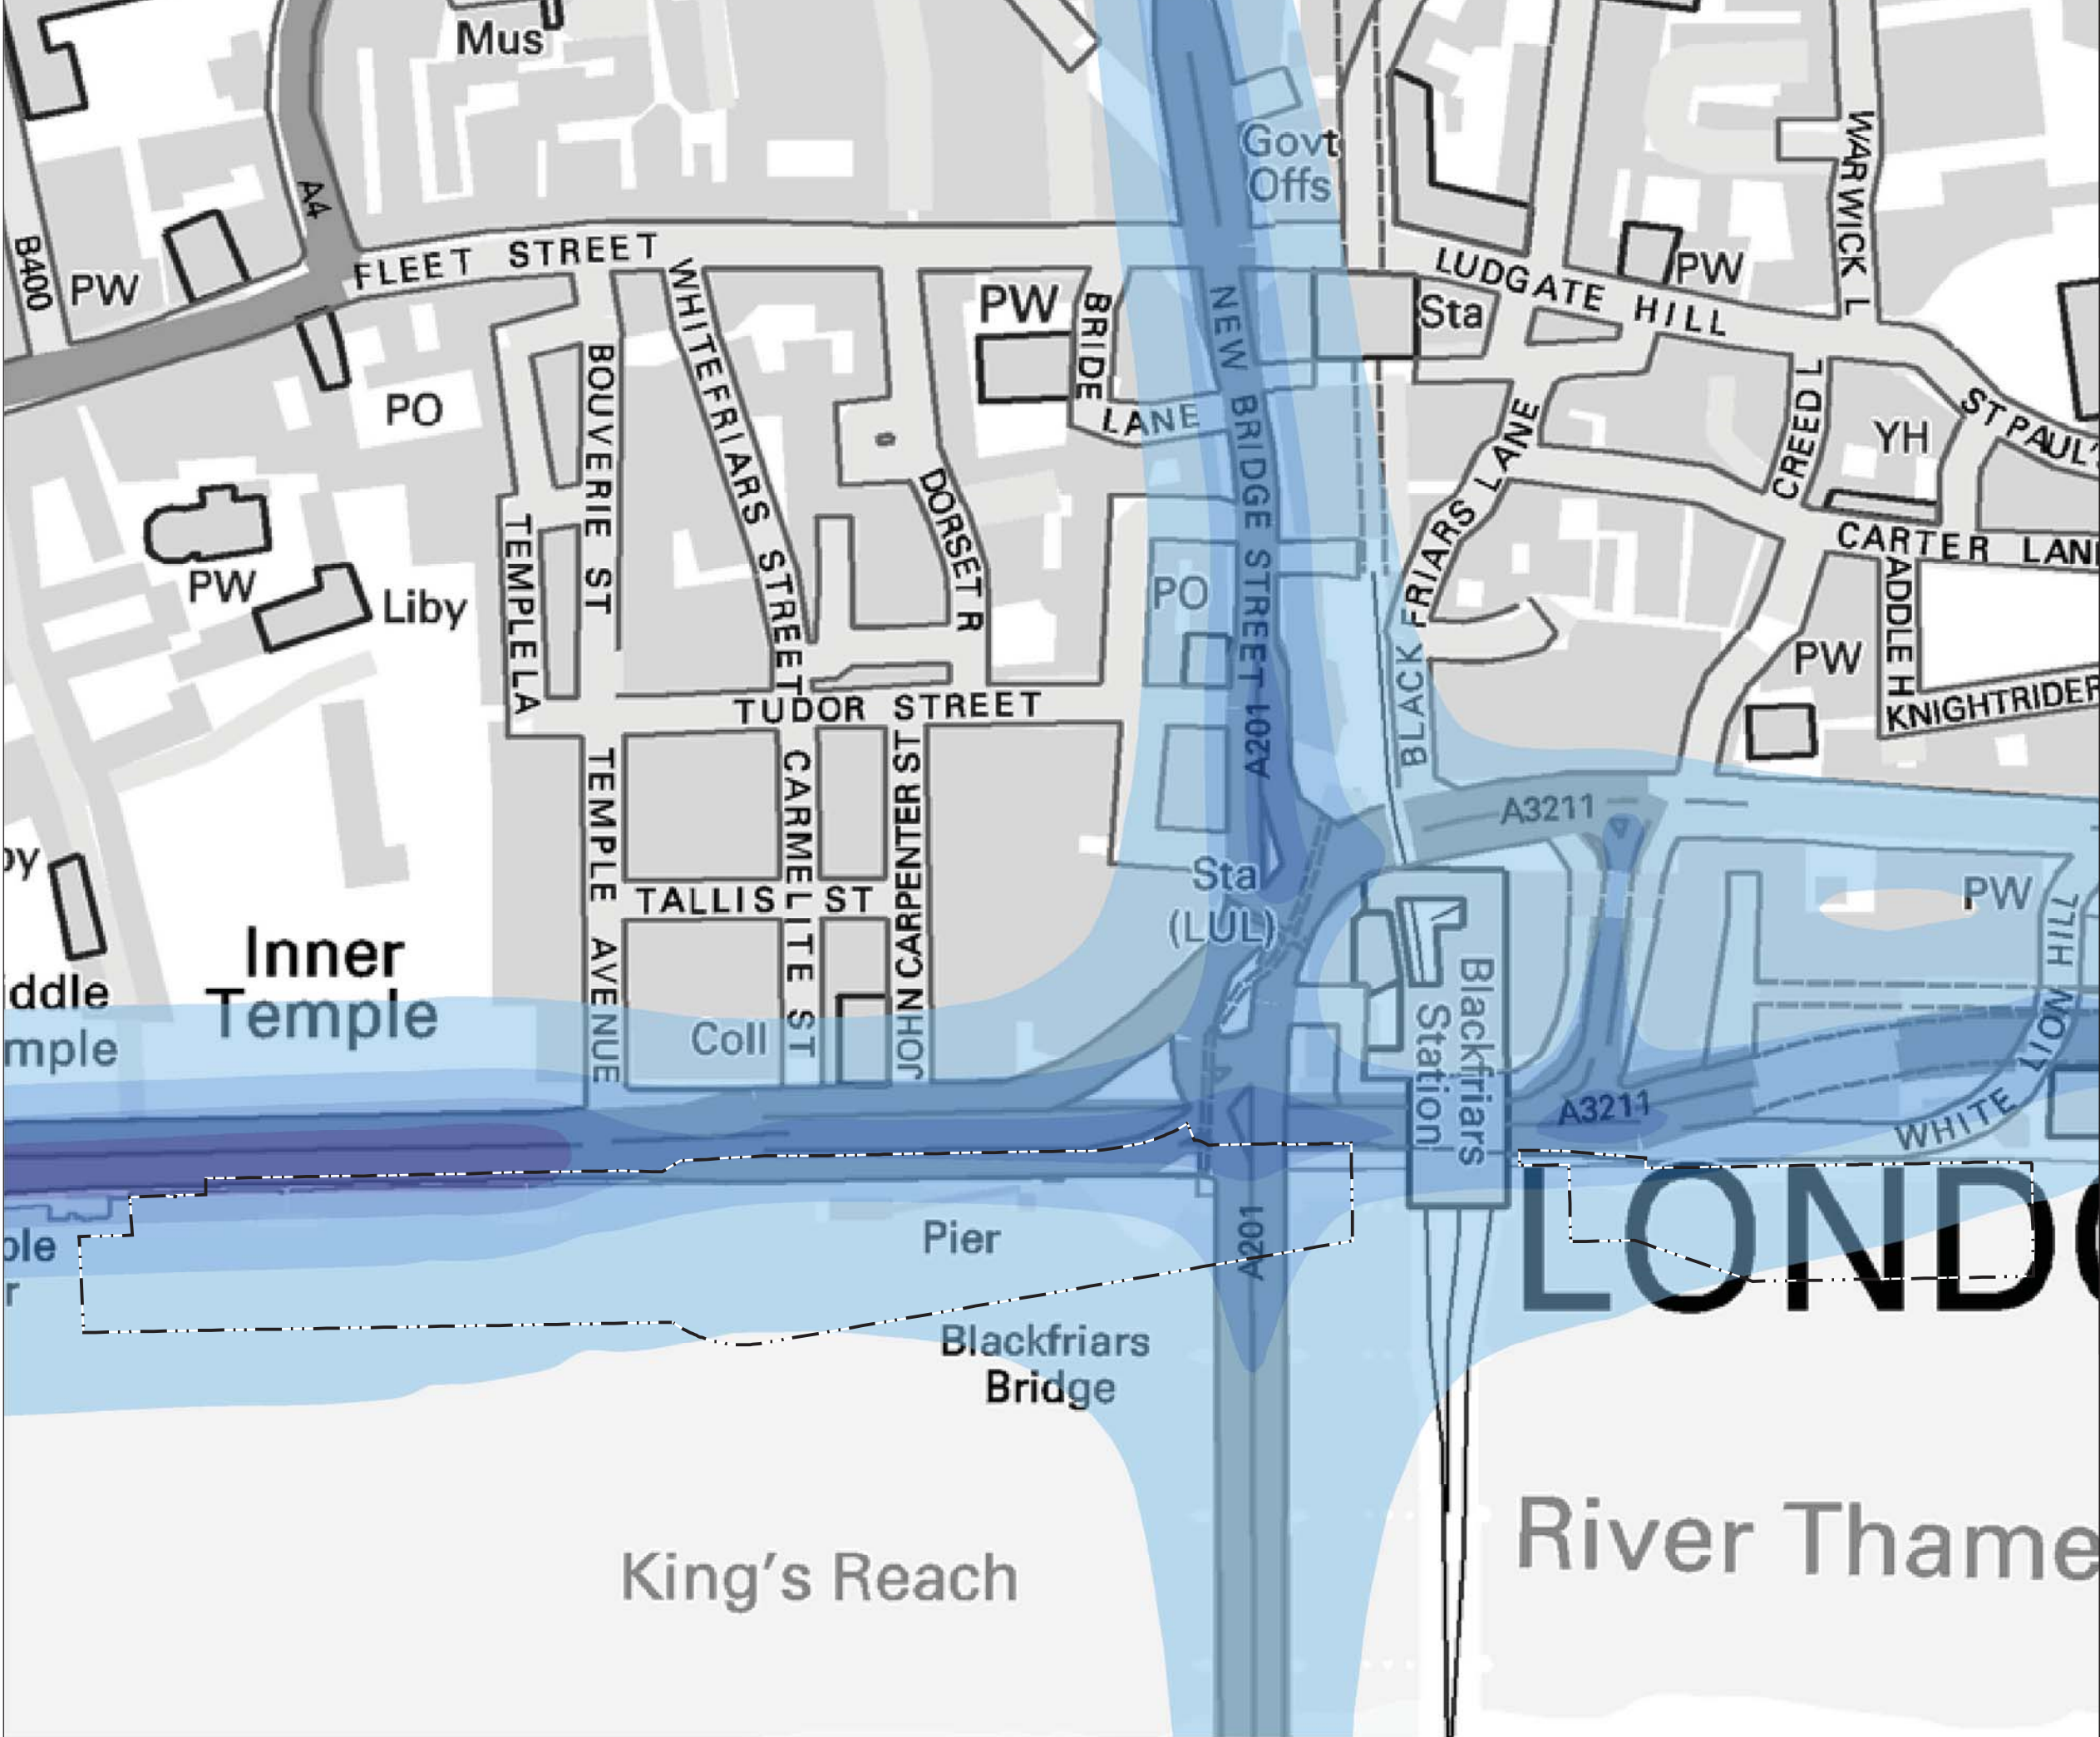 Mus
Govt
Offs
WARWICK L
A4
B400
PW
FLEET STREET
WHITEFRIARS STREET
PW
BRIDE
LANE
NEW BRIDGE STREET
Sta
LUDGATE HILL
PW
PO
BOUVERIE ST
DORSET R
BLACK FRIARS LANE
CREED L
YH
ST PAUL'
CARTER LAN
PW
Liby
TEMPLE LA
PO
A201
PW
ADDLE H
KNIGHTRIDER
TUDOR STREET
TEMPLE AVENUE
CARMELITE ST
JOHN CARPENTER ST
TALLIS ST
A3211
Sta
(LUL)
PW
Inner
Temple
ddle
mple
Coll
Blackfriars
Station
A3211
WHITE LION HILL
LONDO
Pier
A201
Blackfriars
Bridge
King's Reach
River Thame